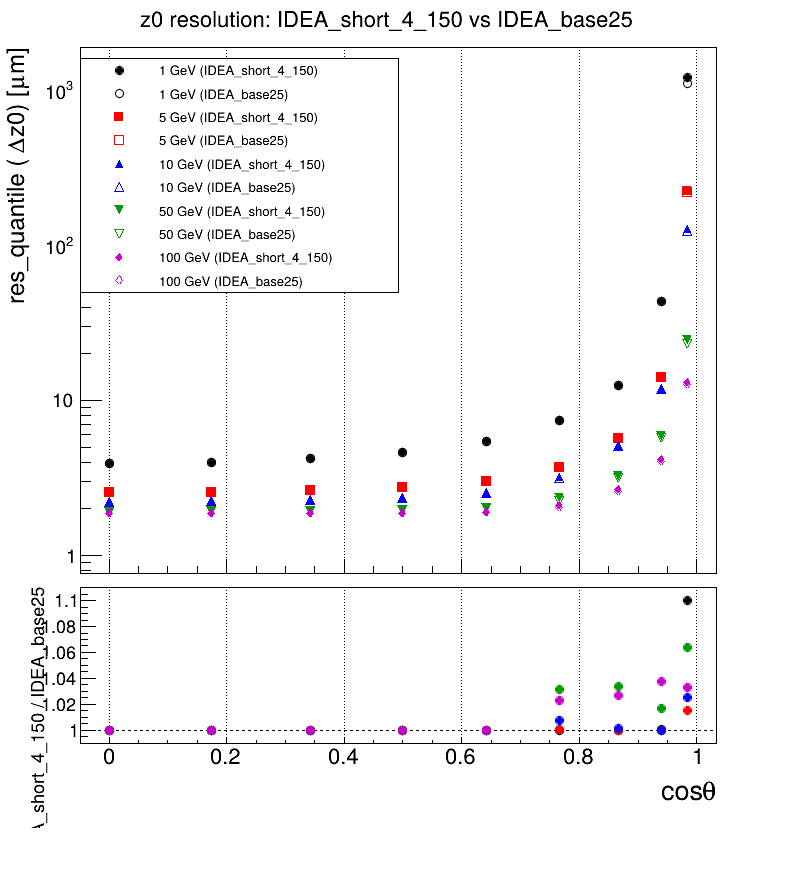 z0 resolution: IDEA_short_4_150 vs IDEA_base25
res_quantile ( Δz0) [μm]
10³
10²
10
1
1 GeV (IDEA_short_4_150)
1 GeV (IDEA_base25)
5 GeV (IDEA_short_4_150)
5 GeV (IDEA_base25)
10 GeV (IDEA_short_4_150)
10 GeV (IDEA_base25)
50 GeV (IDEA_short_4_150)
50 GeV (IDEA_base25)
100 GeV (IDEA_short_4_150)
100 GeV (IDEA_base25)
_short_4_150 / IDEA_base25
1.1
1.08
1.06
1.04
1.02
1
0 0.2 0.4 0.6 0.8 1
cosθ